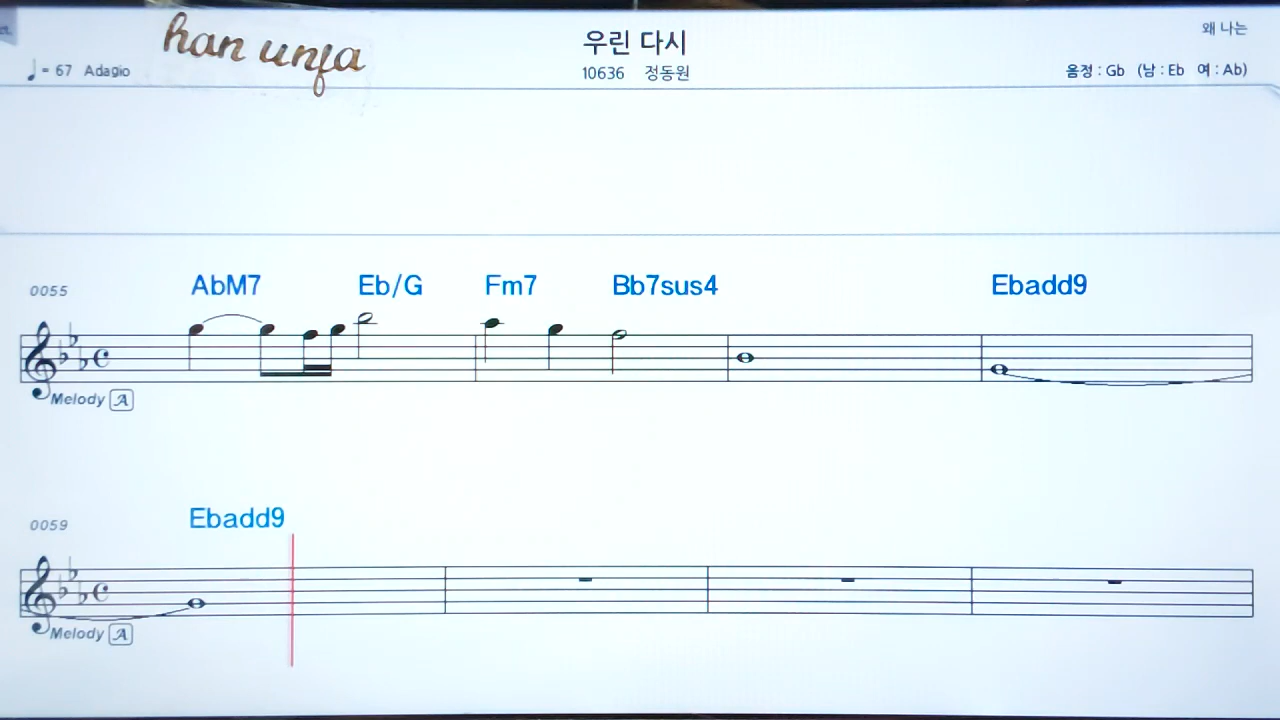 han unja
우린 다시
왜 나는
♩= 67 Adagio
10636 정동원
음정 : Gb (남 : Eb 여 : Ab)
0055
AbM7 Eb/G Fm7 Bb7sus4 Ebadd9
Melody A
0059
Ebadd9
Melody A